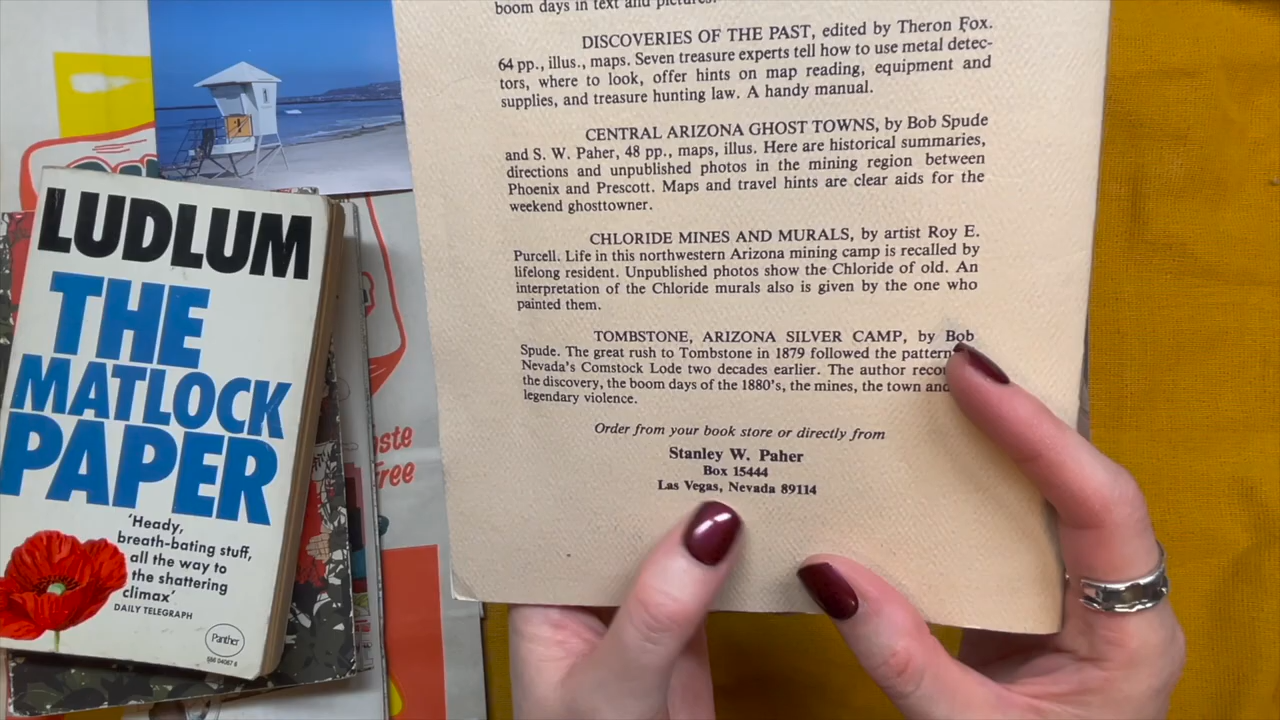 boom days in text and pictures.
DISCOVERIES OF THE PAST, edited by Theron Fox.
64 pp., illus., maps. Seven treasure experts tell how to use metal detec-
tors, where to look, offer hints on map reading, equipment and
supplies, and treasure hunting law. A handy manual.
CENTRAL ARIZONA GHOST TOWNS, by Bob Spude
and S. W. Paher, 48 pp., maps, illus. Here are historical summaries,
directions and unpublished photos in the mining region between
Phoenix and Prescott. Maps and travel hints are clear aids for the
weekend ghosttowner.
CHLORIDE MINES AND MURALS, by artist Roy E.
Purcell. Life in this northwestern Arizona mining camp is recalled by
lifelong resident. Unpublished photos show the Chloride of old. An
interpretation of the Chloride murals also is given by the one who
painted them.
TOMBSTONE, ARIZONA SILVER CAMP, by Bob
Spude. The great rush to Tombstone in 1879 followed the pattern
Nevada's Comstock Lode two decades earlier. The author
the discovery, the boom days of the 1880's, the mines, the town and
legendary violence.
Order from your book store or directly from
Stanley W. Paher
Box 15444
Las Vegas, Nevada 89114
LUDLUM
THE
MATLOCK
PAPER
'Heady,
breath-bating stuff,
all the way to
the shattering
climax'
DAILY TELEGRAPH
Panther
Free